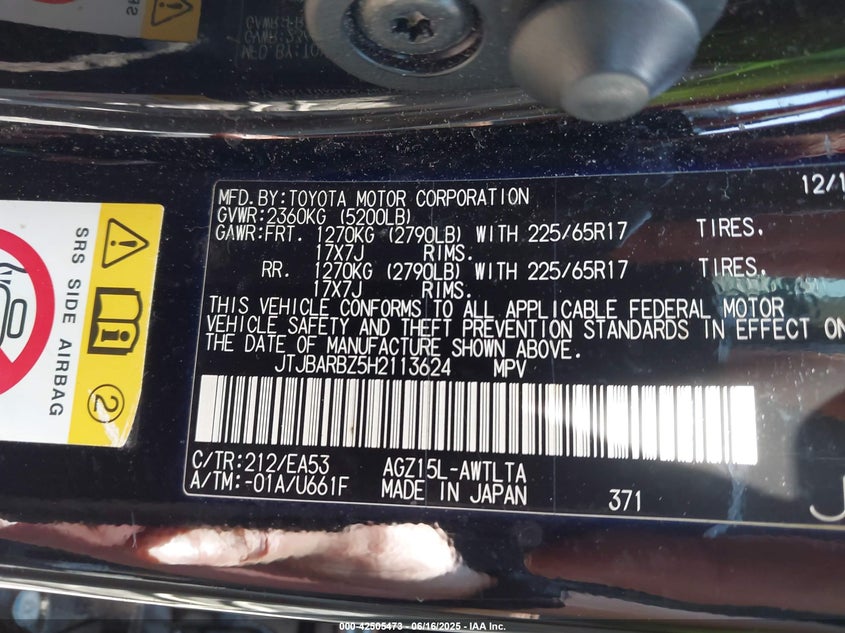 MFD.BY:TOYOTA MOTOR CORPORATION 12/1
GVWR:2360KG (5200LB)
GAWR:FRT. 1270KG (2790LB) WITH 225/65R17 TIRES,
17X7J RIMS.
RR. 1270KG (2790LB) WITH 225/65R17 TIRES,
17X7J RIMS.
THIS VEHICLE CONFORMS TO ALL APPLICABLE FEDERAL MOTOR
VEHICLE SAFETY AND THEFT PREVENTION STANDARDS IN EFFECT ON
THE DATE OF MANUFACTURE SHOWN ABOVE.
JTJBARBZ5H2113624 MPV
C/TR:212/EA53 AGZ15L-AWTLTA
A/TM:-01A/U661F MADE IN JAPAN 371
SRS SIDE AIRBAG
2
000-42505473 - 06/16/2025 - IAA Inc.